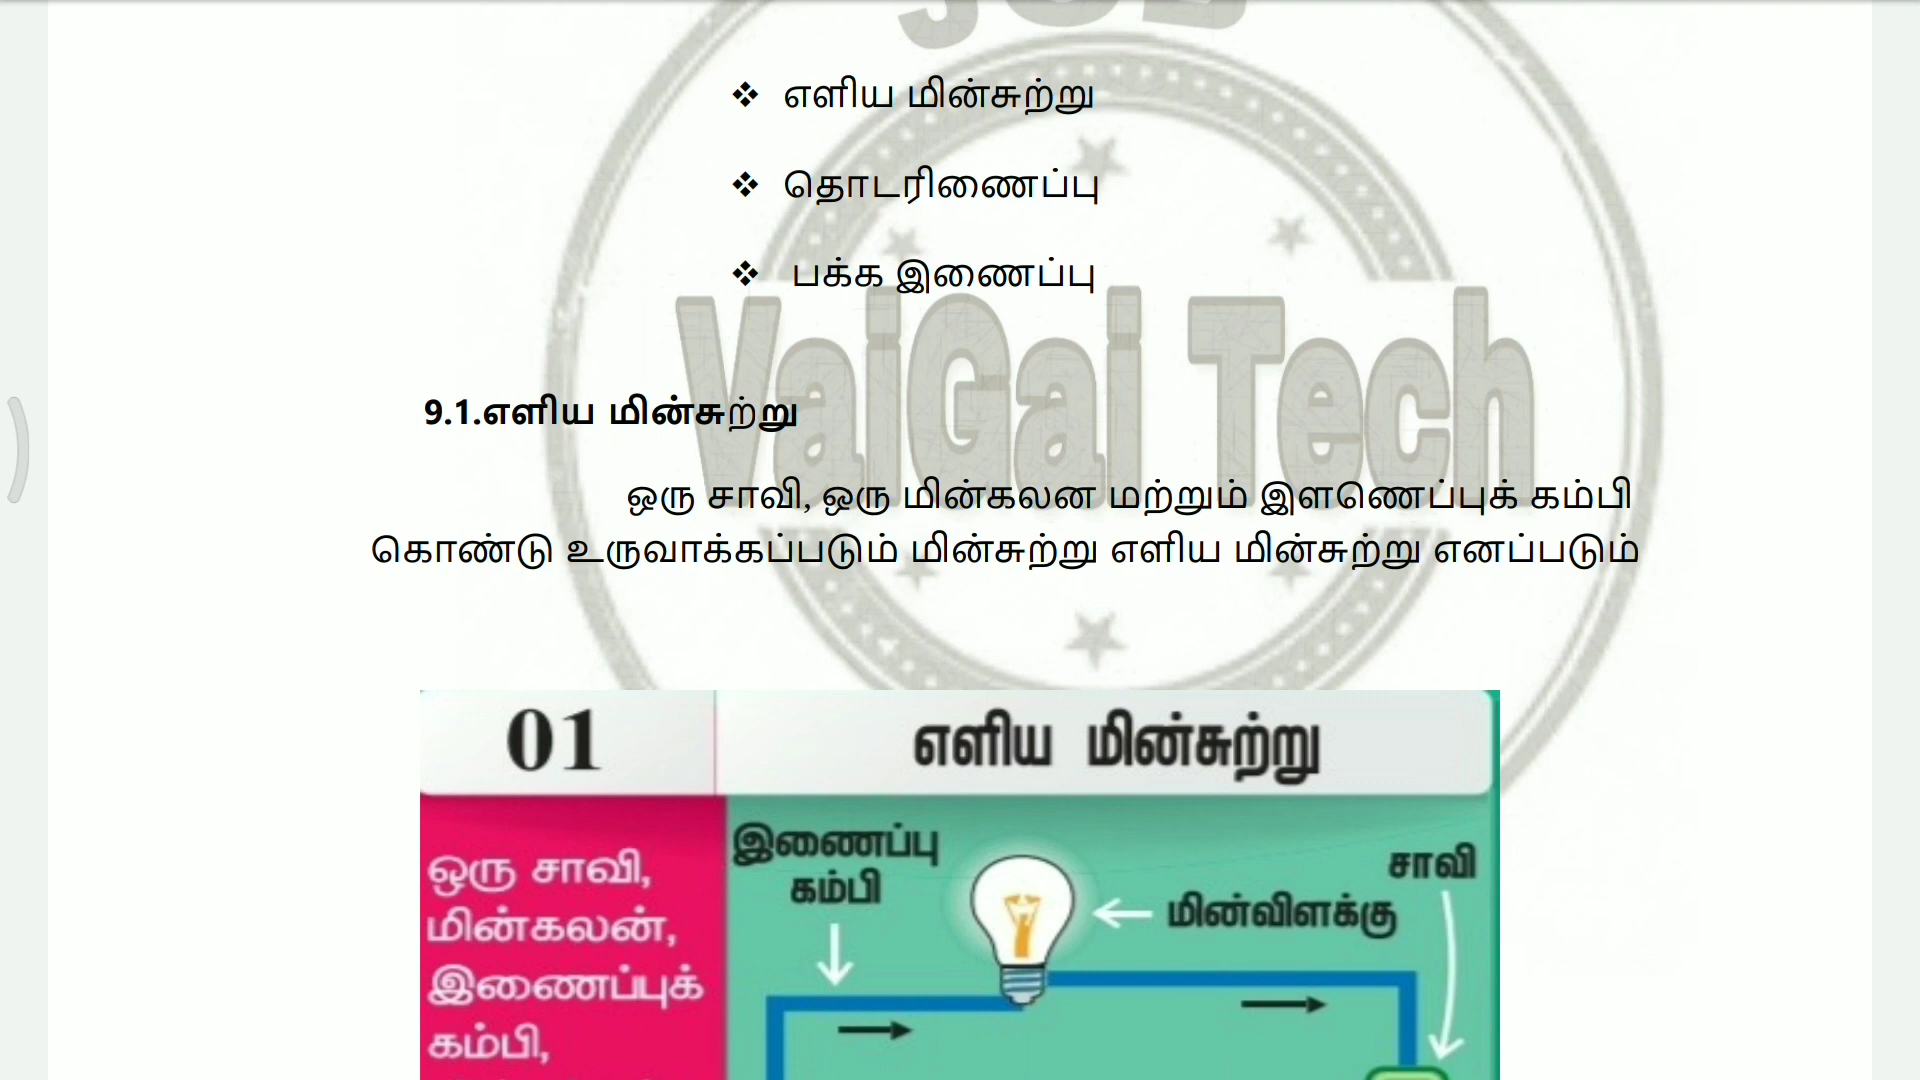 JOB
❖ எளிய மின்சுற்று
❖ தொடரிணைப்பு
❖ பக்க இணைப்பு
VaiGai Tech
9.1.எளிய மின்சுற்று
ஒரு சாவி, ஒரு மின்கலன மற்றும் இளணெப்புக் கம்பி
கொண்டு உருவாக்கப்படும் மின்சுற்று எளிய மின்சுற்று எனப்படும்
01
எளிய மின்சுற்று
ஒரு சாவி,
மின்கலன்,
இணைப்புக்
கம்பி,
இணைப்பு
கம்பி
மின்விளக்கு
சாவி